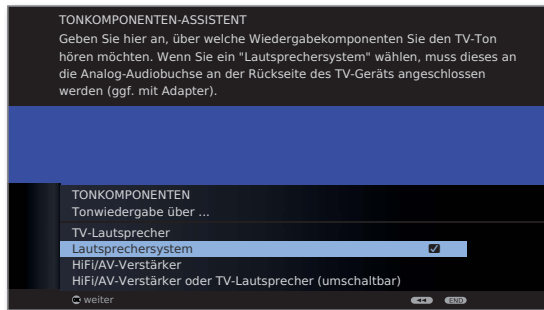 TONKOMPONENTEN-ASSISTENT
Geben Sie hier an, über welche Wiedergabekomponenten Sie den TV-Ton
hören möchten. Wenn Sie ein "Lautsprechersystem" wählen, muss dieses an
die Analog-Audiobuchse an der Rückseite des TV-Geräts angeschlossen
werden (ggf. mit Adapter).
TONKOMPONENTEN
Tonwiedergabe über ...
TV-Lautsprecher
Lautsprechersystem
HiFi/AV-Verstärker
HiFi/AV-Verstärker oder TV-Lautsprecher (umschaltbar)
OK weiter END